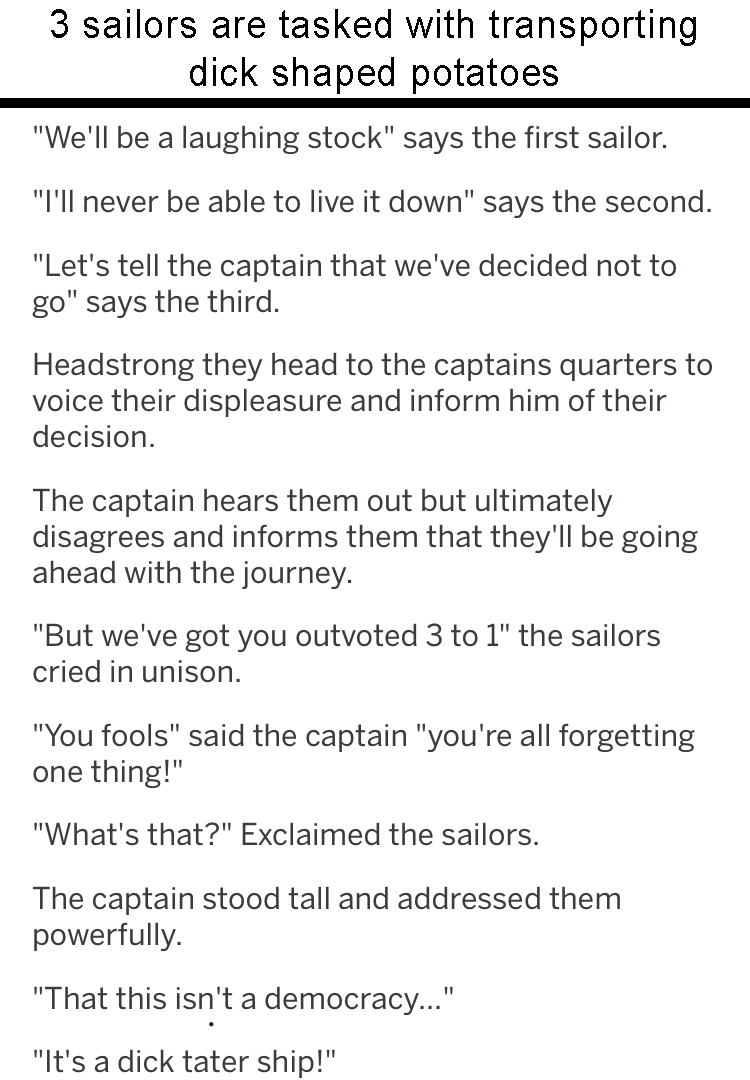 3 sailors are tasked with transporting
dick shaped potatoes
"We'll be a laughing stock" says the first sailor.
"I'll never be able to live it down" says the second.
"Let's tell the captain that we've decided not to
go" says the third.
Headstrong they head to the captains quarters to
voice their displeasure and inform him of their
decision.
The captain hears them out but ultimately
disagrees and informs them that they'll be going
ahead with the journey.
"But we've got you outvoted 3 to 1" the sailors
cried in unison.
"You fools" said the captain "you're all forgetting
one thing!"
"What's that?" Exclaimed the sailors.
The captain stood tall and addressed them
powerfully.
"That this isn't a democracy..."
"It's a dick tater ship!"